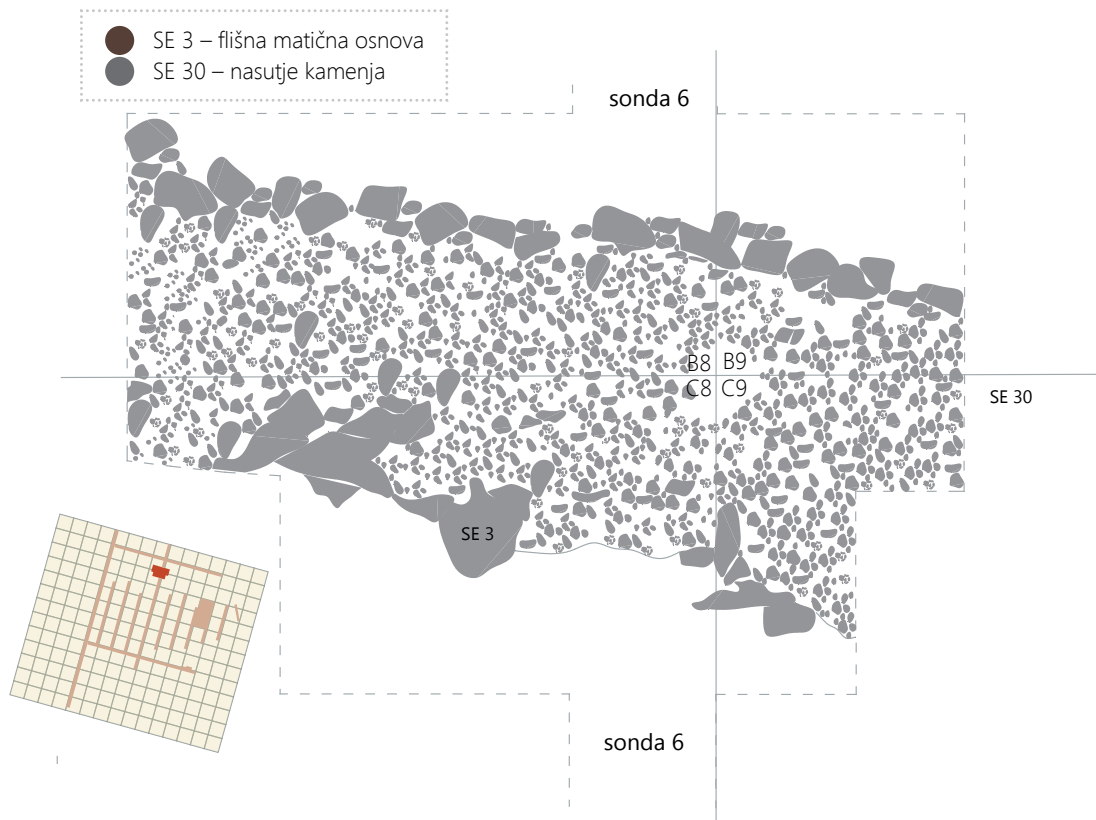 SE 3 – flišna matična osnova
SE 30 – nasutje kamenja
sonda 6
B8 B9
C8 C9
SE 30
SE 3
sonda 6